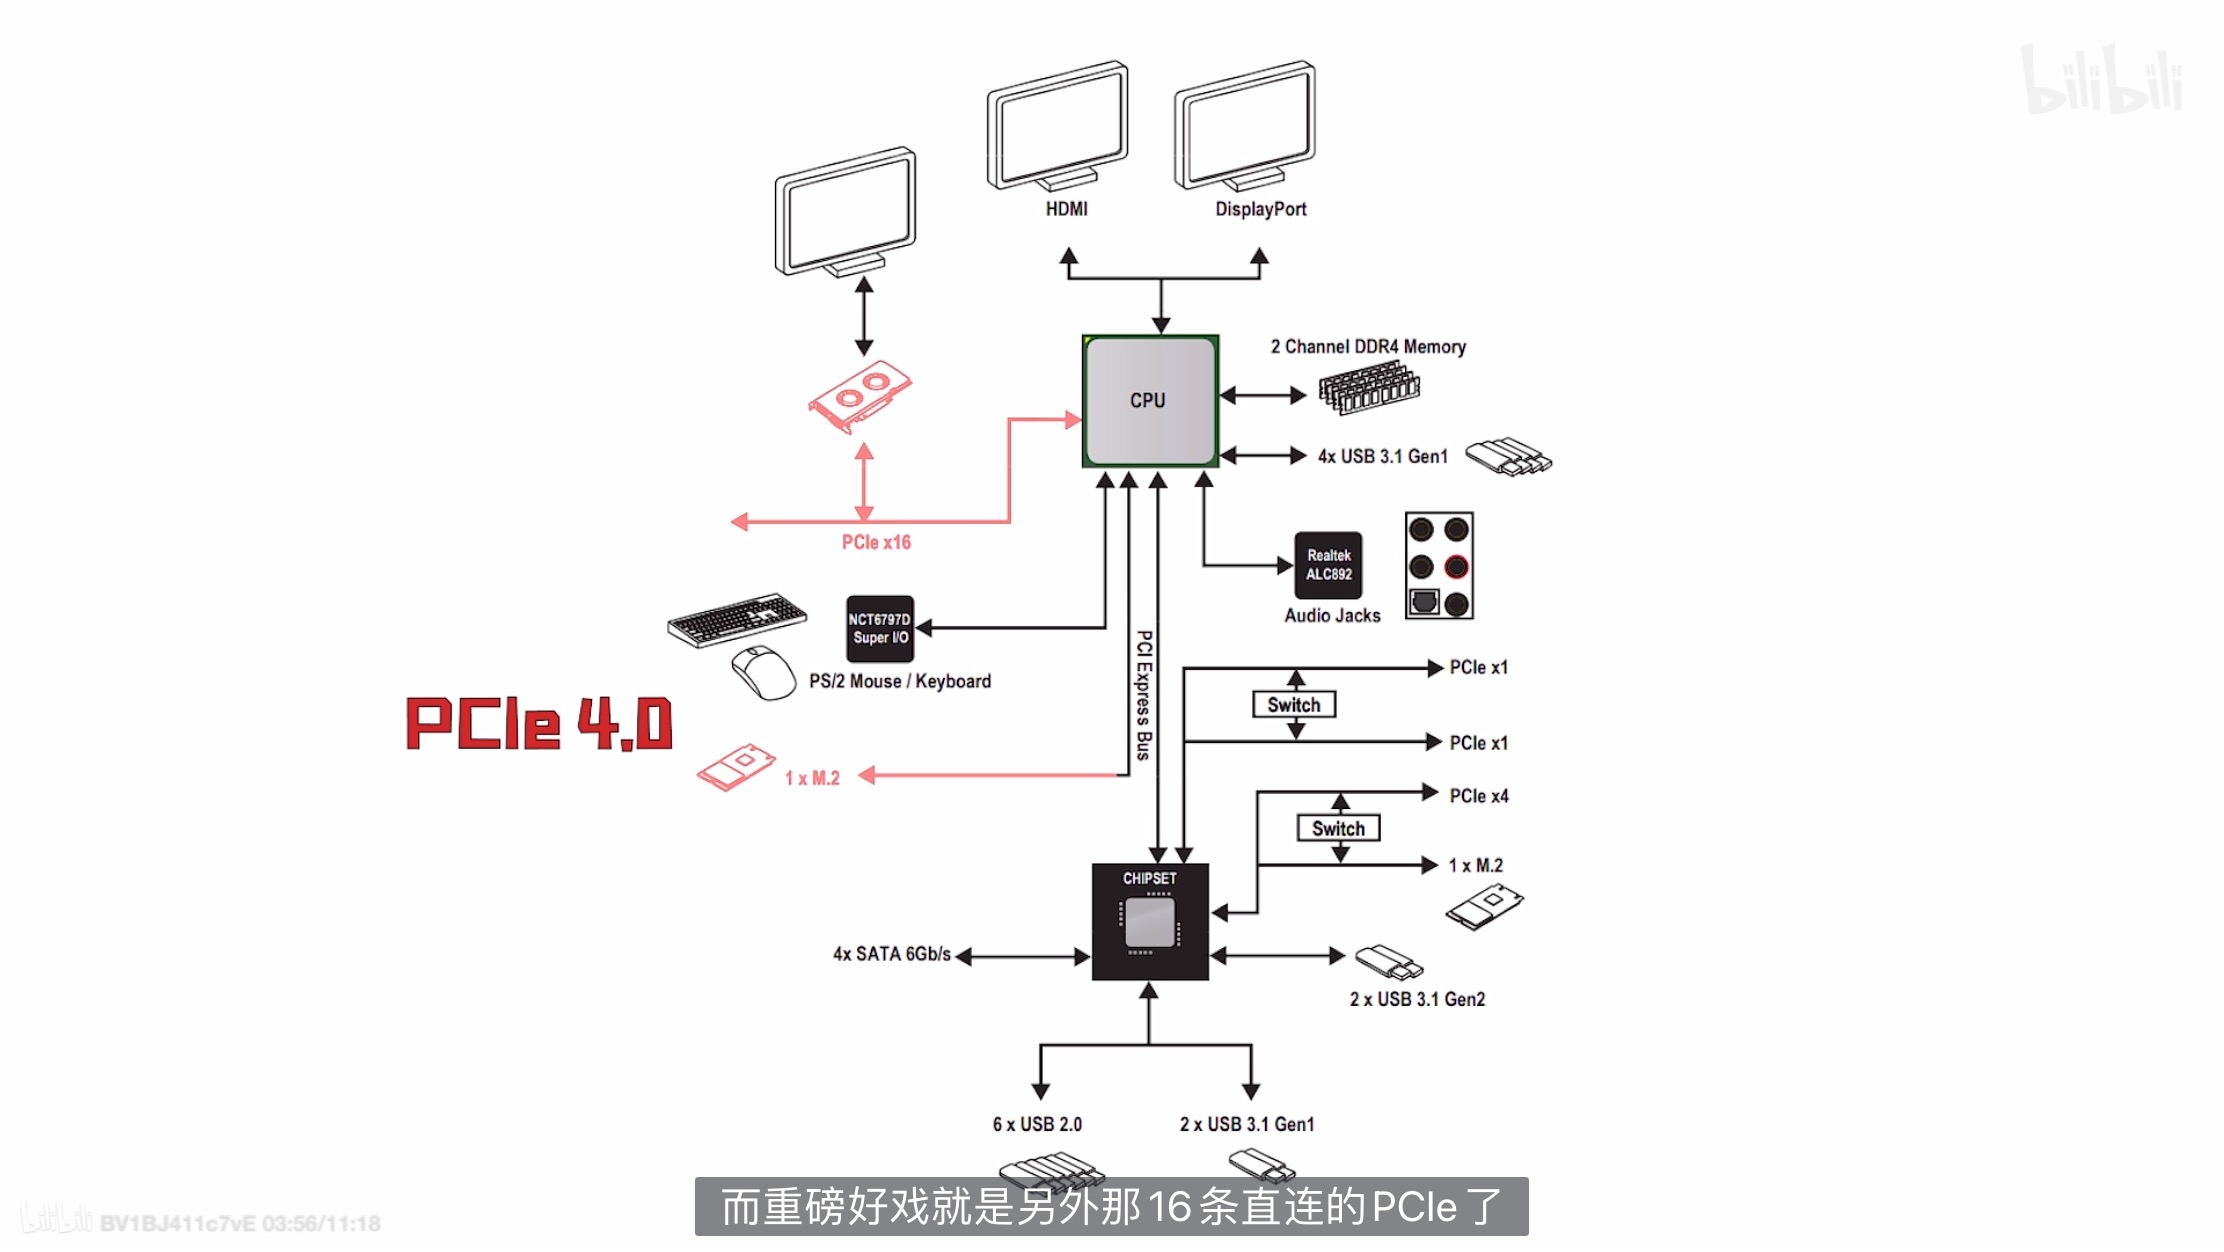 bilibili
HDMI
DisplayPort
2 Channel DDR4 Memory
CPU
4x USB 3.1 Gen1
PCIe x16
Realtek
ALC892
Audio Jacks
NCT6797D
Super I/O
PS/2 Mouse / Keyboard
PCI Express Bus
PCIe x1
Switch
PCIe x1
PCIe 4.0
1 x M.2
PCIe x4
Switch
1 x M.2
CHIPSET
4x SATA 6Gb/s
2 x USB 3.1 Gen2
6 x USB 2.0
2 x USB 3.1 Gen1
而重磅好戏就是另外那16条直连的PCIe了
bilibili BV1BJ411c7vE 03:56/11:18